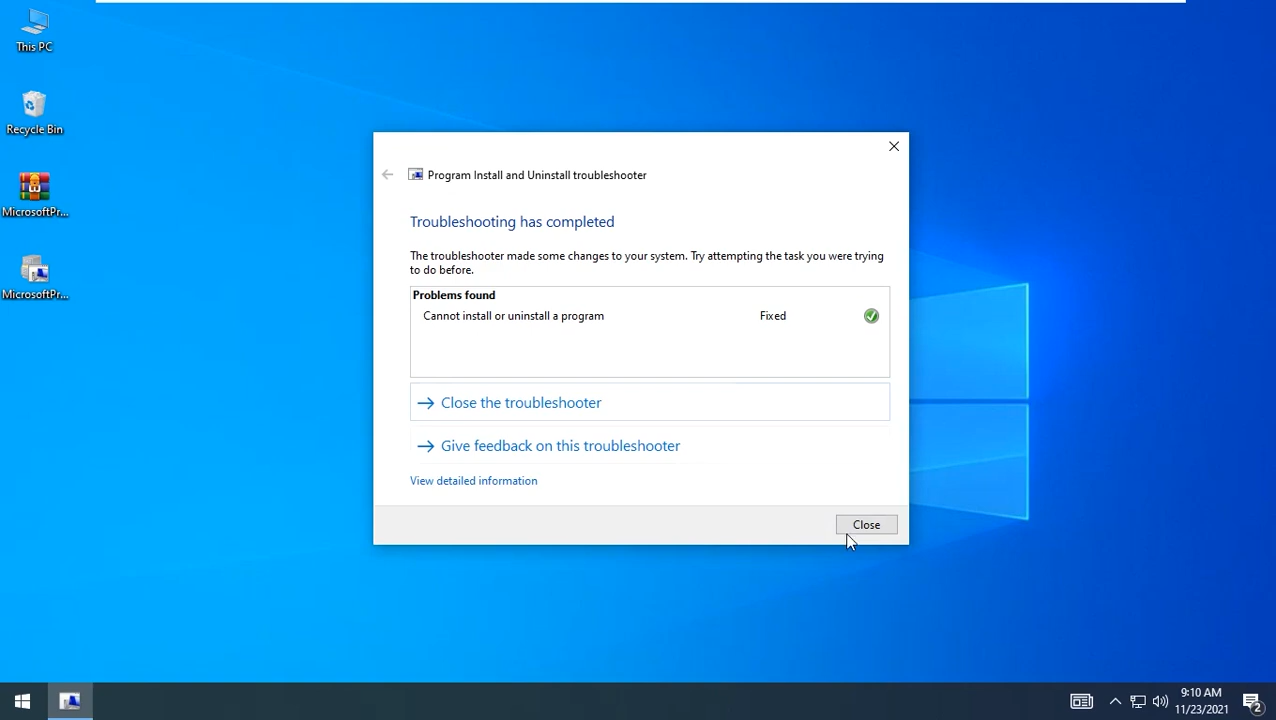 This PC
Recycle Bin
MicrosoftPr...
MicrosoftPr...
Program Install and Uninstall troubleshooter
Troubleshooting has completed
The troubleshooter made some changes to your system. Try attempting the task you were trying
to do before.
Problems found
Cannot install or uninstall a program Fixed
Close the troubleshooter
Give feedback on this troubleshooter
View detailed information
Close
9:10 AM
11/23/2021
2